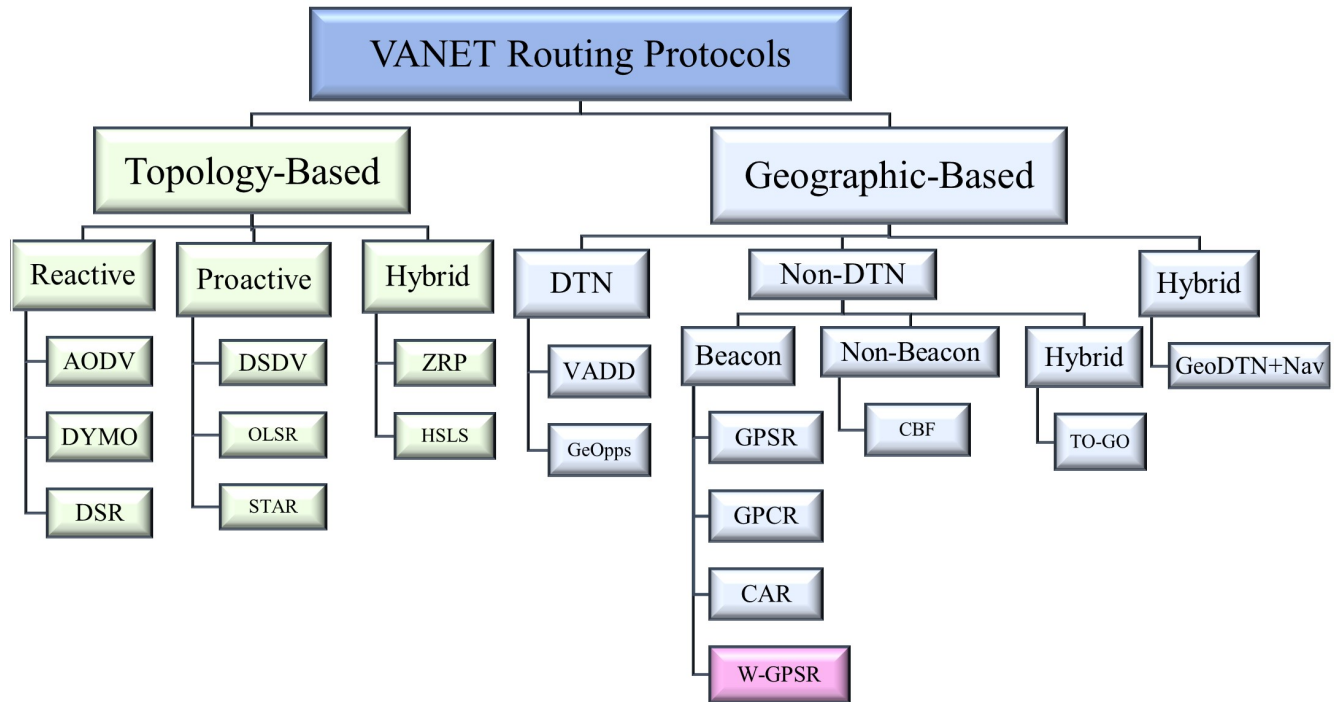 VANET Routing Protocols
Topology-Based
Geographic-Based
Reactive
Proactive
Hybrid
DTN
Non-DTN
Hybrid
AODV
DYMO
DSR
DSDV
OLSR
STAR
ZRP
HSLS
VADD
GeOpps
Beacon
Non-Beacon
Hybrid
GPSR
GPCR
CAR
W-GPSR
CBF
TO-GO
GeoDTN+Nav